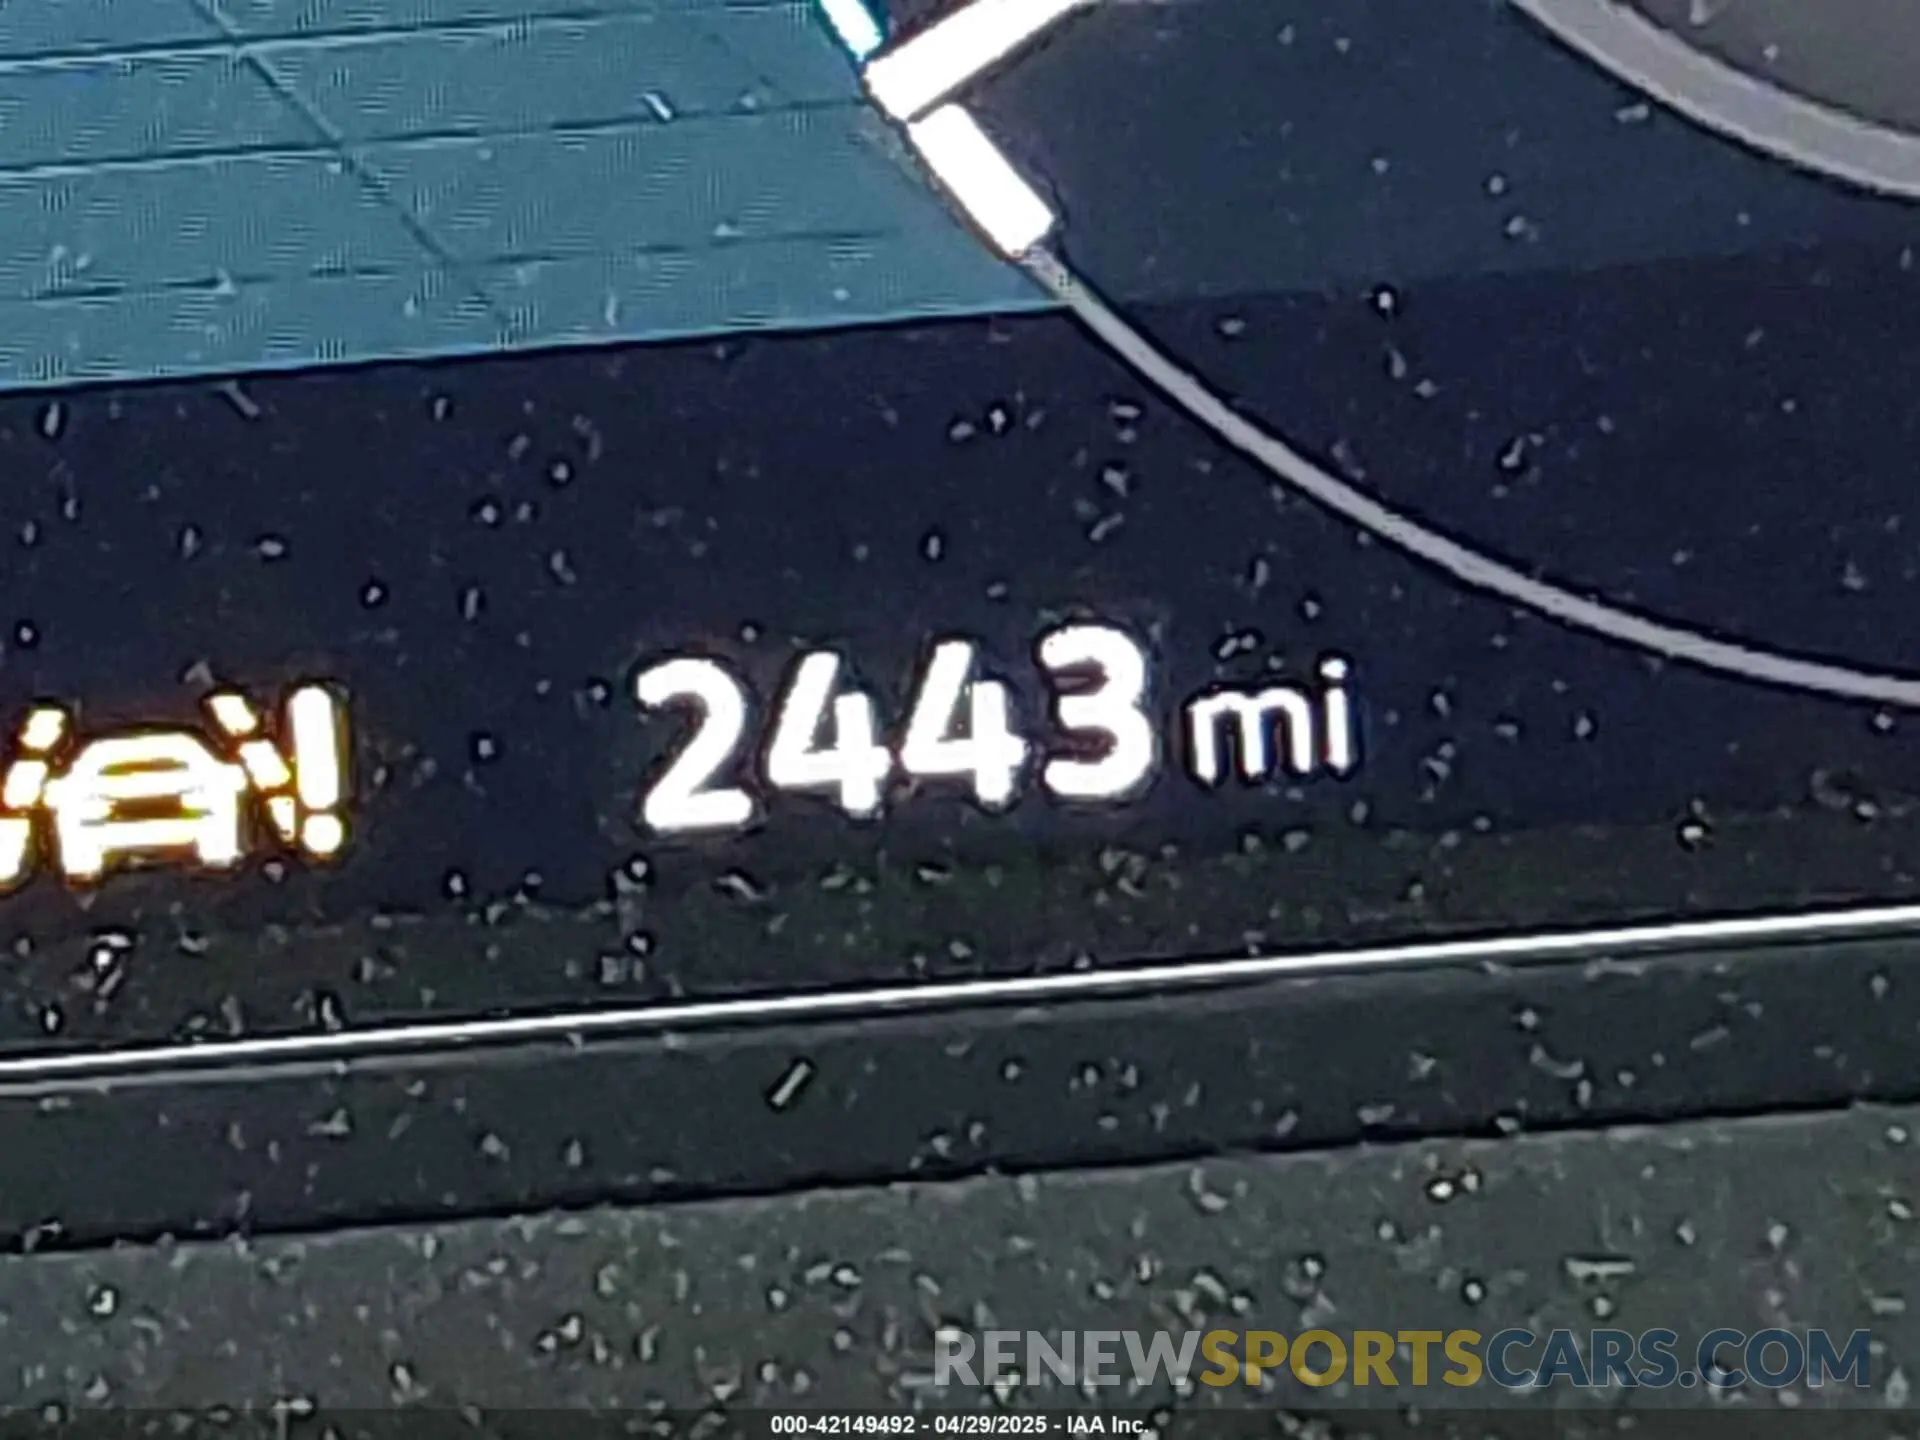 2443 mi
RENEWSPORTSCARS.COM
000-42149492 - 04/29/2025 - IAA Inc.